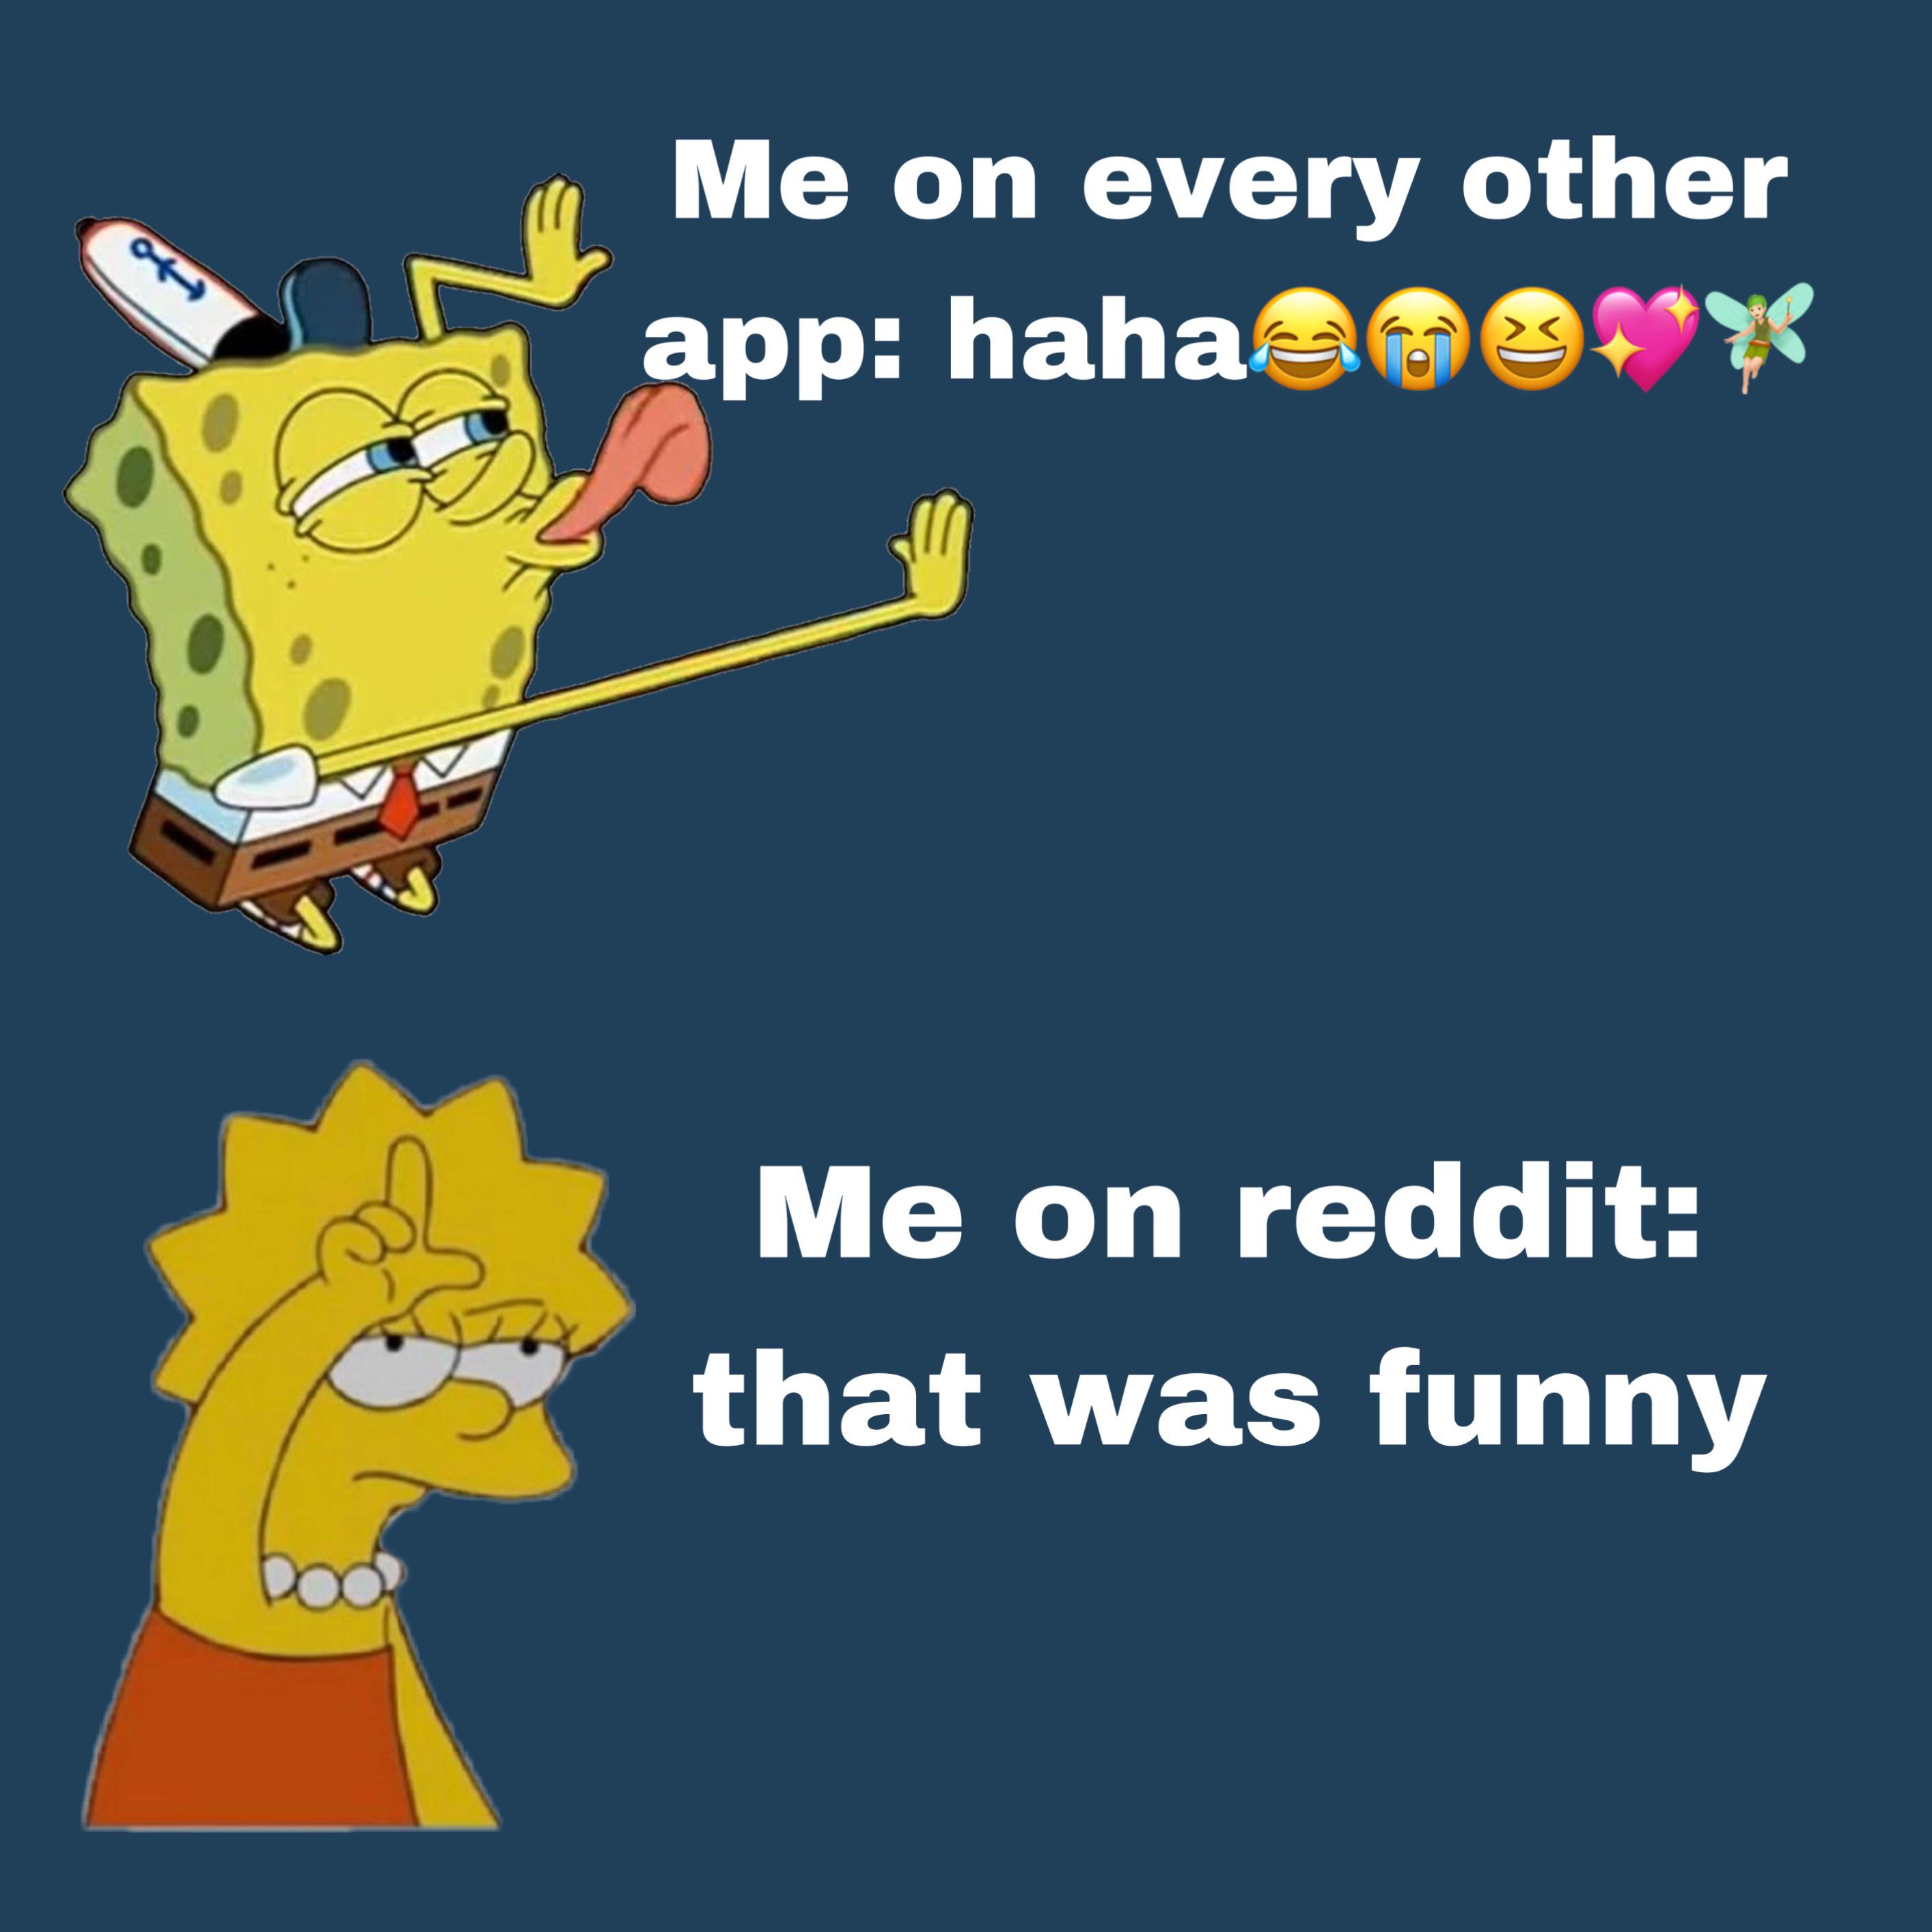 Me on every other
app: haha😂😭😆💖🧚🏼
Me on reddit:
that was funny